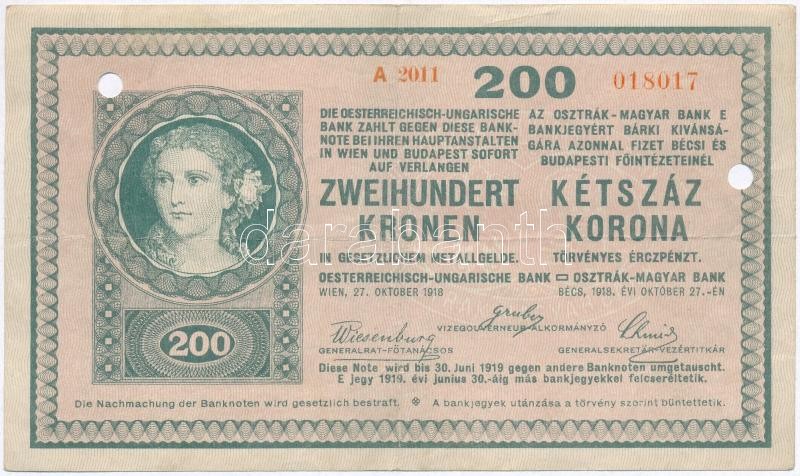 A 2011 200 018017
DIE OESTERREICHISCH-UNGARISCHE
BANK ZAHLT GEGEN DIESE BANK-
NOTE BEI IHREN HAUPTANSTALTEN
IN WIEN UND BUDAPEST SOFORT
AUF VERLANGEN
ZWEIHUNDERT
KRONEN
IN GESETZLICHEM METALLGELDE.
AZ OSZTRÁK-MAGYAR BANK E
BANKJEGYÉRT BÁRKI KIVÁNSÁ-
GÁRA AZONNAL FIZET BÉCSI ÉS
BUDAPESTI FŐINTÉZETEINÉL
KÉTSZÁZ
KORONA
TÖRVÉNYES ÉRCZPÉNZT.
OESTERREICHISCH-UNGARISCHE BANK OSZTRÁK-MAGYAR BANK
WIEN, 27. OKTOBER 1918 BÉCS, 1918. ÉVI OKTÓBER 27.-ÉN
Gruber
VIZEGOUVERNEUR-ALKORMÁNYZÓ
Wiesenburg
GENERALRAT-FŐTANÁCSOS
Schmid
GENERALSEKRETÄR-VEZÉRTITKÁR
200
Diese Note wird bis 30. Juni 1919 gegen andere Banknoten umgetauscht.
E jegy 1919. évi junius 30.-áig más bankjegyekkel felcseréltetik.
Die Nachmachung der Banknoten wird gesetzlich bestraft. ※ A bankjegyek utánzása a törvény szerint büntettetik.
darabanth